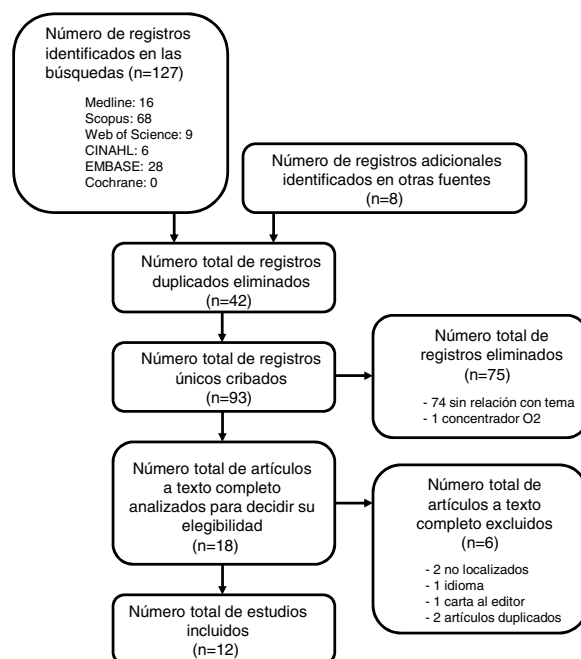 Número de registros
identificados en las
búsquedas (n=127)
Medline: 16
Scopus: 68
Web of Science: 9
CINAHL: 6
EMBASE: 28
Cochrane: 0
Número de registros adicionales
identificados en otras fuentes
(n=8)
Número total de registros
duplicados eliminados
(n=42)
Número total de registros
únicos cribados
(n=93)
Número total de
registros eliminados
(n=75)
- 74 sin relación con tema
- 1 concentrador O2
Número total de artículos
a texto completo
analizados para decidir su
elegibilidad
(n=18)
Número total de
artículos a texto
completo excluidos
(n=6)
- 2 no localizados
- 1 idioma
- 1 carta al editor
- 2 artículos duplicados
Número total de estudios
incluidos
(n=12)